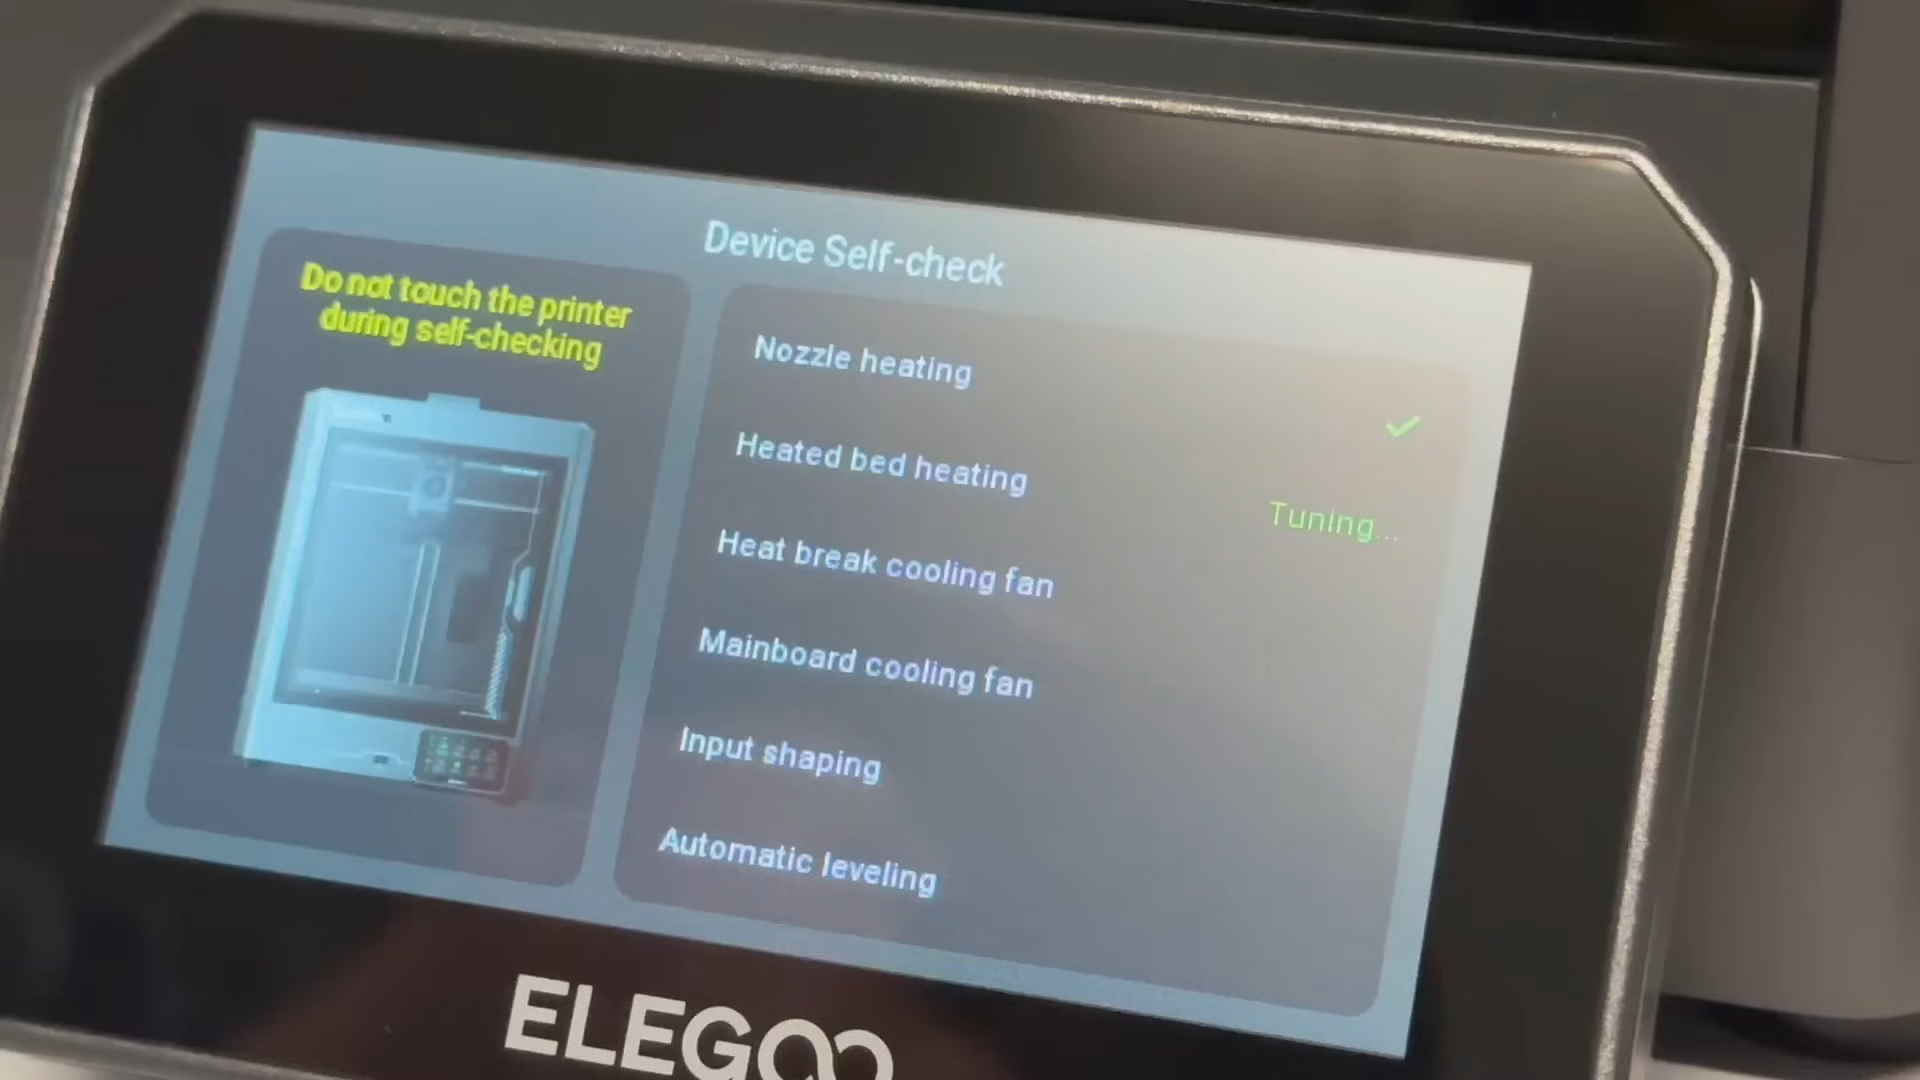 Device Self-check
Do not touch the printer
during self-checking
Nozzle heating
Heated bed heating
Tuning...
Heat break cooling fan
Mainboard cooling fan
Input shaping
Automatic leveling
ELEGOO